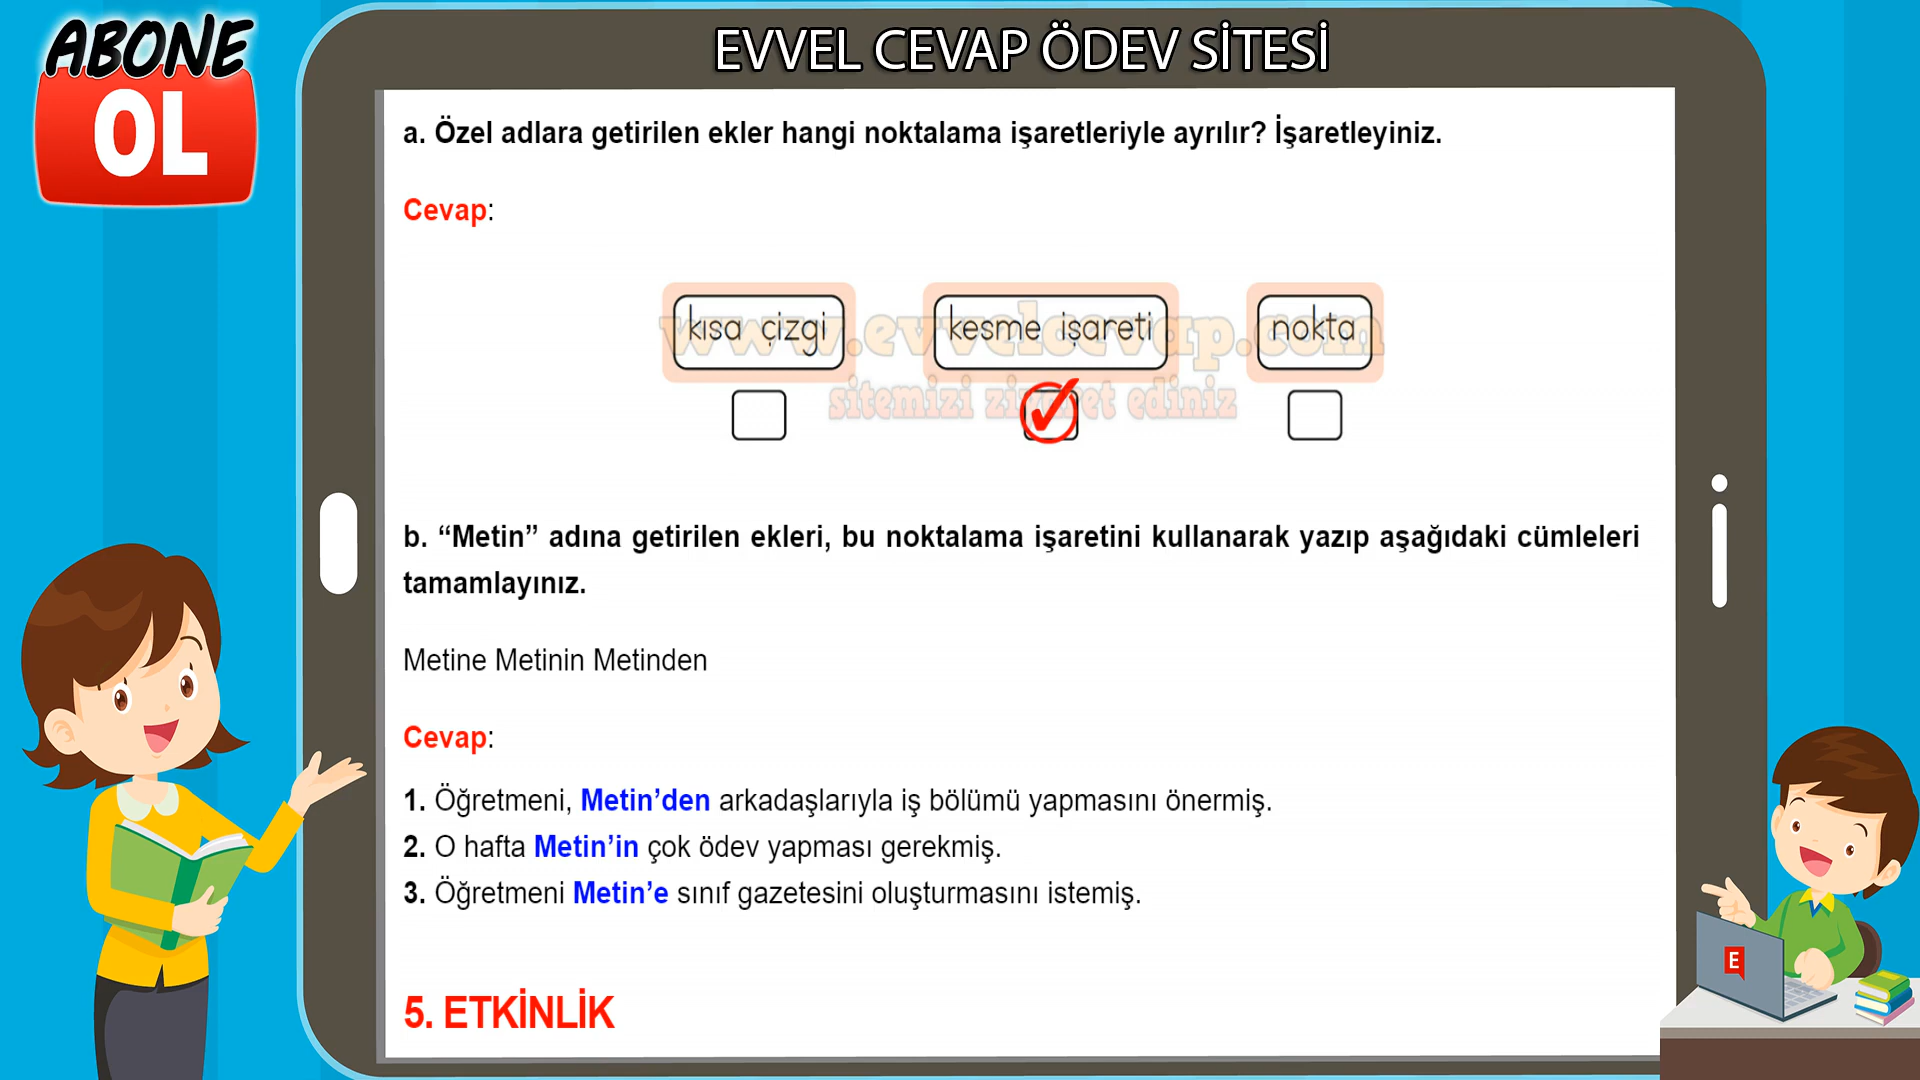 ABONE
OL
EVVEL CEVAP ÖDEV SİTESİ
a. Özel adlara getirilen ekler hangi noktalama işaretleriyle ayrılır? İşaretleyiniz.
Cevap:
kısa çizgi kesme işareti nokta
www.evvelcevap.com
sitemizi ziyaret ediniz
b. “Metin” adına getirilen ekleri, bu noktalama işaretini kullanarak yazıp aşağıdaki cümleleri
tamamlayınız.
Metine Metinin Metinden
Cevap:
1. Öğretmeni, Metin’den arkadaşlarıyla iş bölümü yapmasını önermiş.
2. O hafta Metin’in çok ödev yapması gerekmiş.
3. Öğretmeni Metin’e sınıf gazetesini oluşturmasını istemiş.
5. ETKİNLİK
E